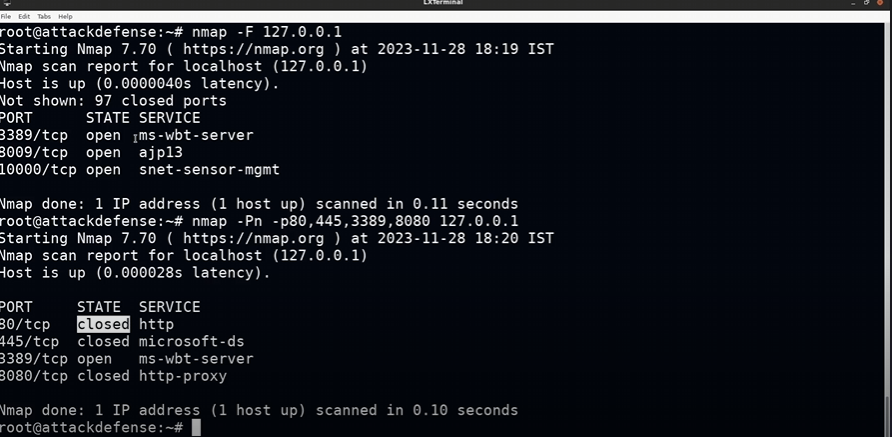 LXTerminal
File Edit Tabs Help
root@attackdefense:~# nmap -F 127.0.0.1
Starting Nmap 7.70 ( https://nmap.org ) at 2023-11-28 18:19 IST
Nmap scan report for localhost (127.0.0.1)
Host is up (0.0000040s latency).
Not shown: 97 closed ports
PORT STATE SERVICE
3389/tcp open ms-wbt-server
8009/tcp open ajp13
10000/tcp open snet-sensor-mgmt
Nmap done: 1 IP address (1 host up) scanned in 0.11 seconds
root@attackdefense:~# nmap -Pn -p80,445,3389,8080 127.0.0.1
Starting Nmap 7.70 ( https://nmap.org ) at 2023-11-28 18:20 IST
Nmap scan report for localhost (127.0.0.1)
Host is up (0.000028s latency).
PORT STATE SERVICE
80/tcp closed http
445/tcp closed microsoft-ds
3389/tcp open ms-wbt-server
8080/tcp closed http-proxy
Nmap done: 1 IP address (1 host up) scanned in 0.10 seconds
root@attackdefense:~#